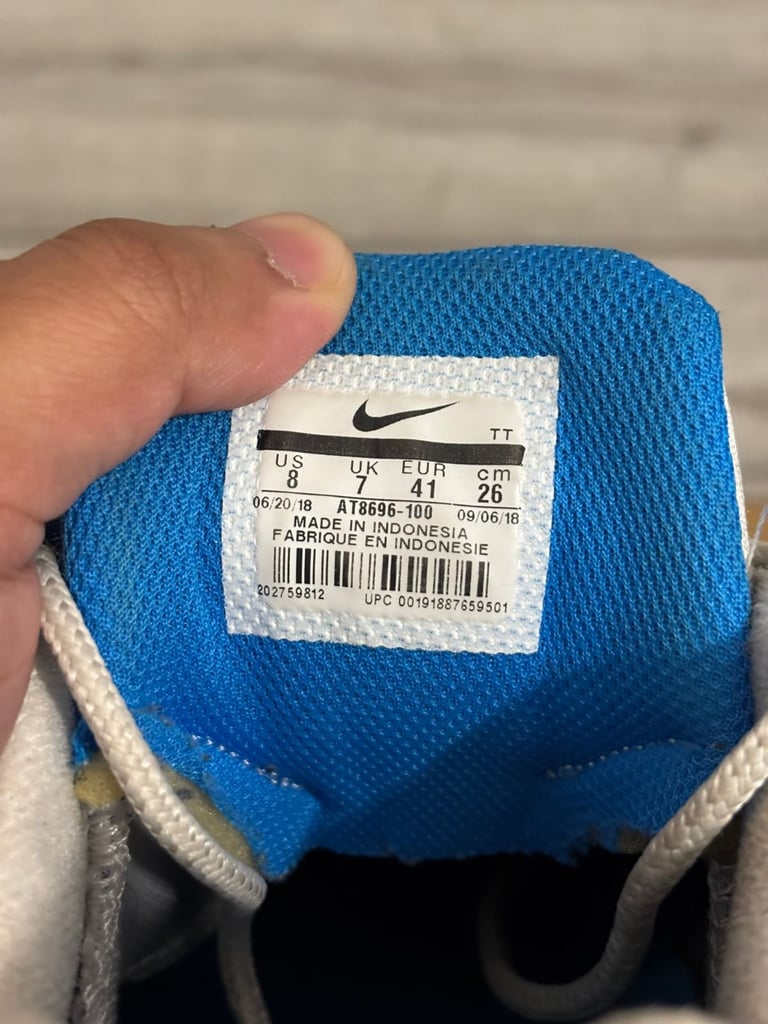 TT
US UK EUR cm
8 7 41 26
06/20/18 AT8696-100 09/06/18
MADE IN INDONESIA
FABRIQUE EN INDONESIE
202759812 UPC 00191887659501